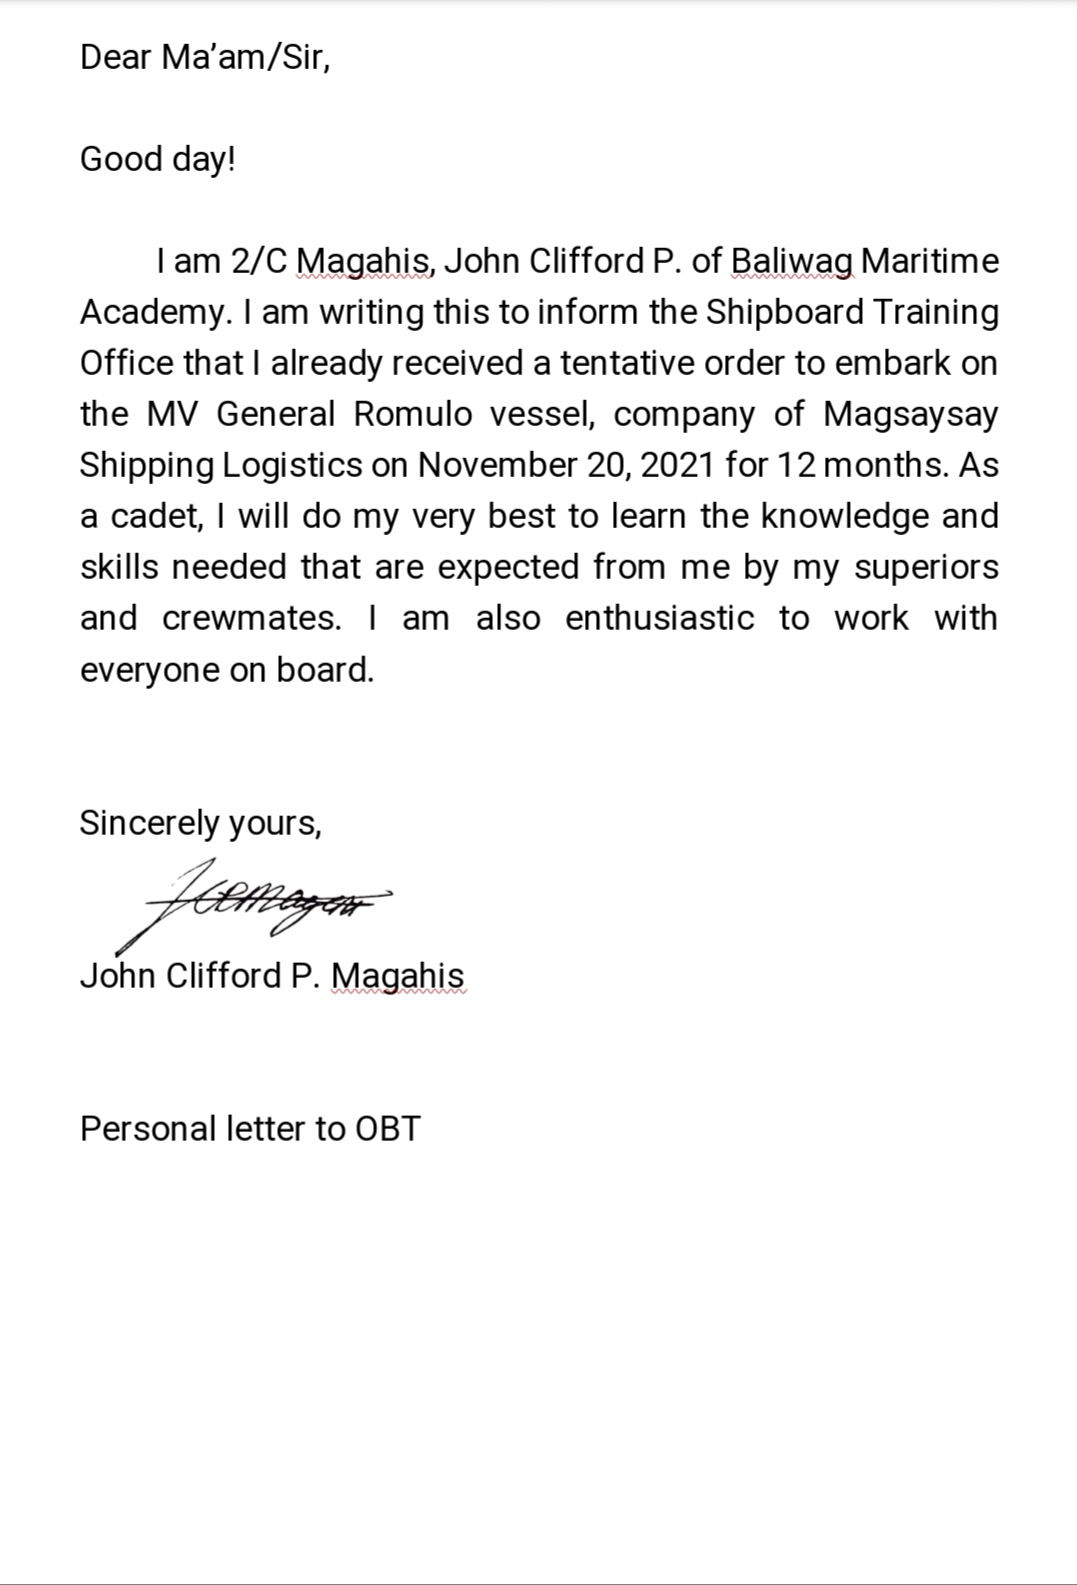 Dear Ma’am/Sir,
Good day!
I am 2/C Magahis, John Clifford P. of Baliwag Maritime
Academy. I am writing this to inform the Shipboard Training
Office that I already received a tentative order to embark on
the MV General Romulo vessel, company of Magsaysay
Shipping Logistics on November 20, 2021 for 12 months. As
a cadet, I will do my very best to learn the knowledge and
skills needed that are expected from me by my superiors
and crewmates. I am also enthusiastic to work with
everyone on board.
Sincerely yours,
John Clifford P. Magahis
Personal letter to OBT